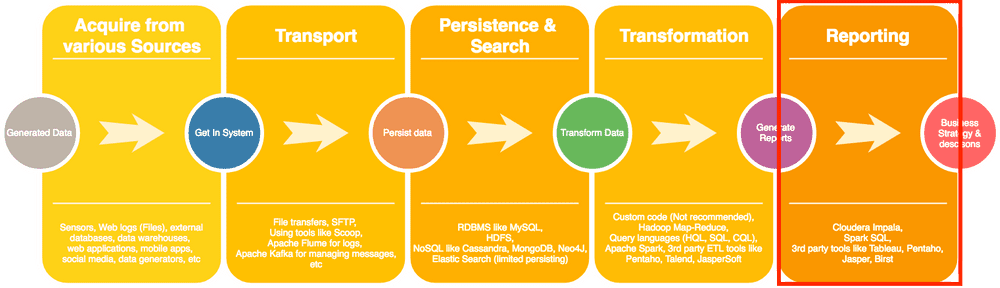 Acquire from
various Sources
Transport
Persistence &
Search
Transformation
Reporting
Generated Data
Get In System
Persist data
Transform Data
Generate
Reports
Business
Strategy &
descisons
Sensors, Web logs (Files), external
databases, data warehouses,
web applications, mobile apps,
social media, data generators, etc
File transfers, SFTP,
Using tools like Scoop,
Apache Flume for logs,
Apache Kafka for managing messages,
etc
RDBMS like MySQL,
HDFS,
NoSQL like Cassandra, MongoDB, Neo4J,
Elastic Search (limited persisting)
Custom code (Not recommended),
Hadoop Map-Reduce,
Query languages (HQL, SQL, CQL),
Apache Spark, 3rd party ETL tools like
Pentaho, Talend, JasperSoft
Cloudera Impala,
Spark SQL,
3rd party tools like Tableau, Pentaho,
Jasper, Birst